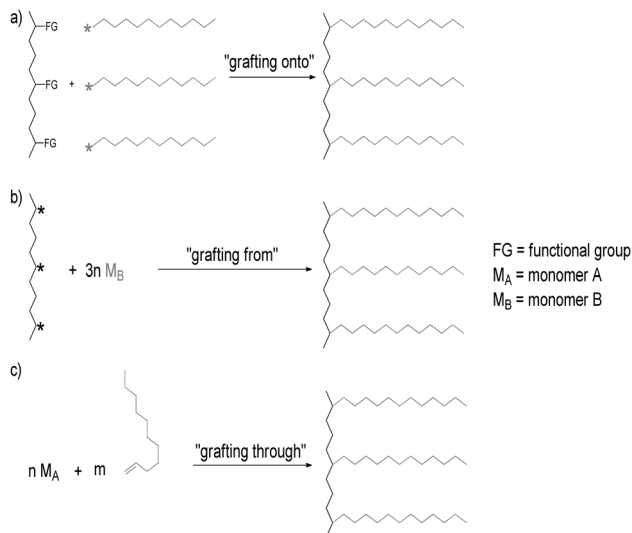 a)
FG
FG + *
FG
*
*
"grafting onto"
b)
*
* + 3n M_B
*
"grafting from"
FG = functional group
M_A = monomer A
M_B = monomer B
c)
n M_A + m
"grafting through"